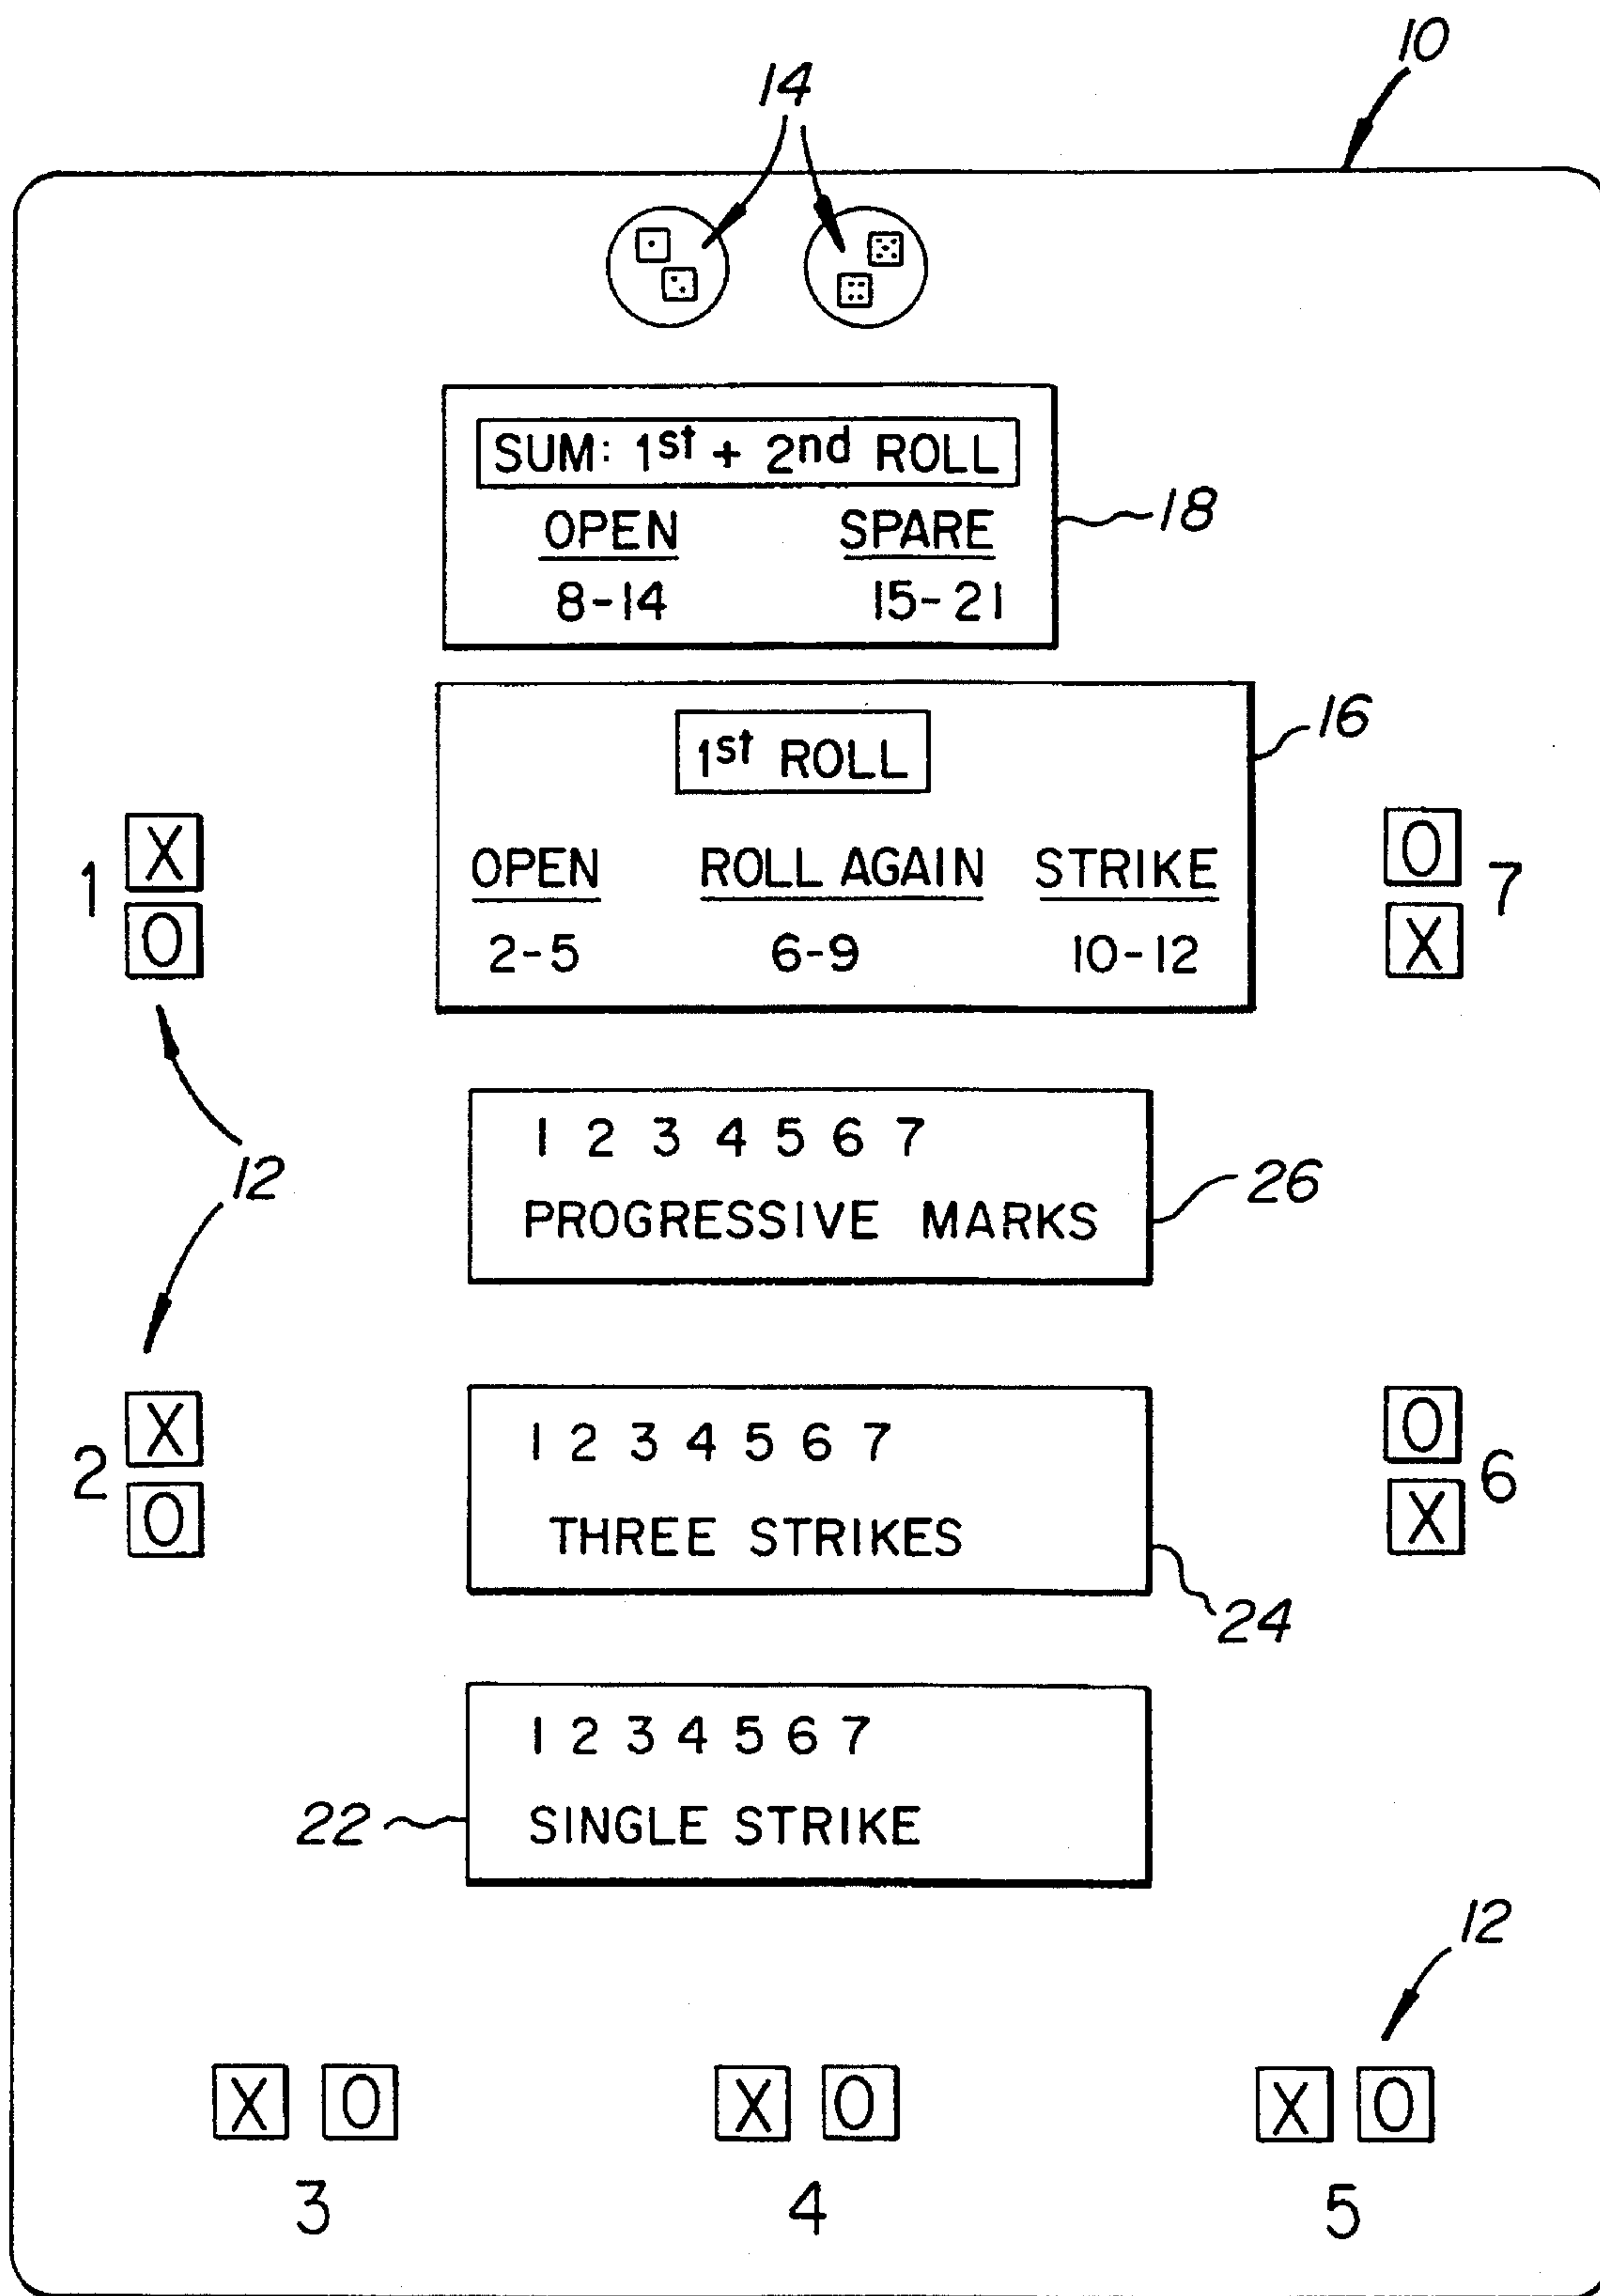 10
14
SUM: 1st + 2nd ROLL
OPEN SPARE
8-14 15-21
18
1st ROLL
16
OPEN ROLL AGAIN STRIKE
2-5 6-9 10-12
1 X
O
O 7
X
12
1 2 3 4 5 6 7
PROGRESSIVE MARKS
26
2 X
O
1 2 3 4 5 6 7
THREE STRIKES
24
O 6
X
1 2 3 4 5 6 7
SINGLE STRIKE
22
12
X O X O X O
3 4 5